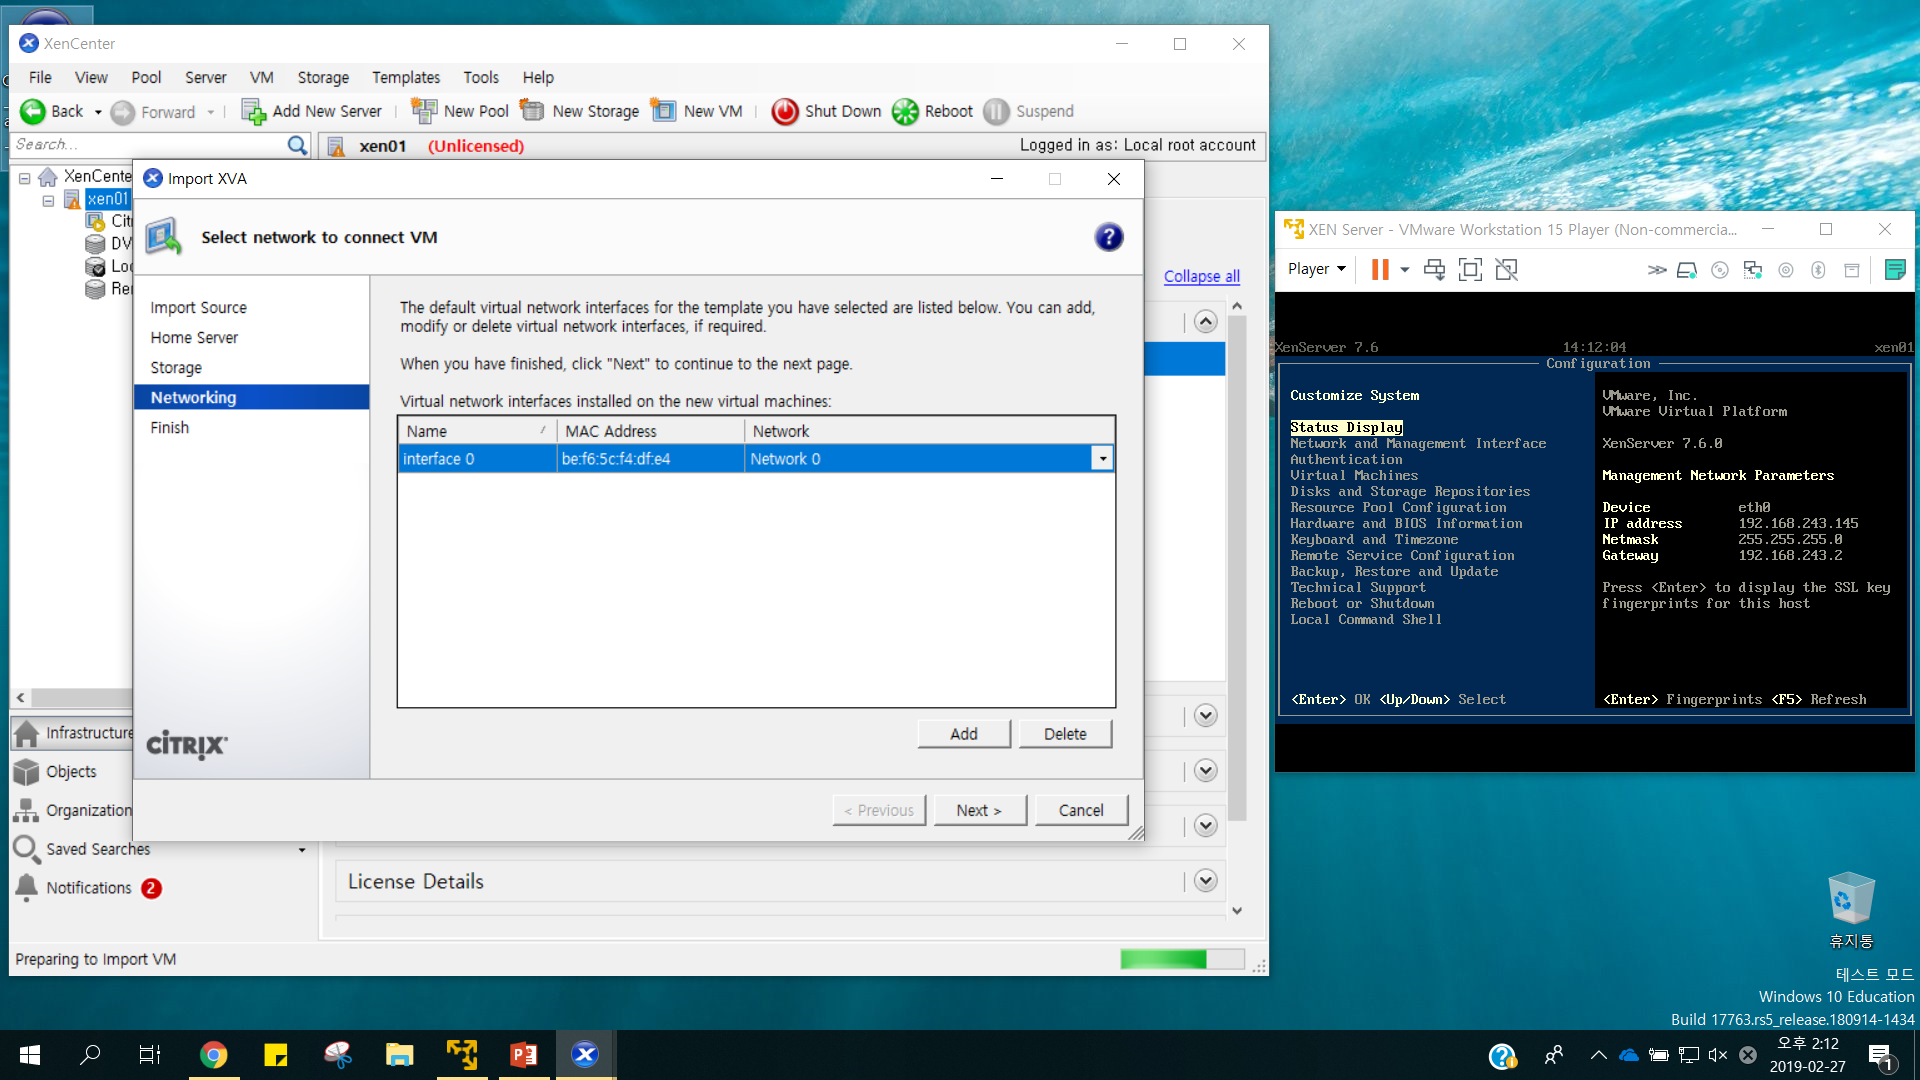 XenCenter
File View Pool Server VM Storage Templates Tools Help
Back Forward Add New Server New Pool New Storage New VM Shut Down Reboot Suspend
Search...
xen01 (Unlicensed)
Logged in as: Local root account
XenCente
xen01
Cit
DV
Loc
Rer
Import XVA
Select network to connect VM
?
Collapse all
Import Source
Home Server
Storage
Networking
Finish
The default virtual network interfaces for the template you have selected are listed below. You can add,
modify or delete virtual network interfaces, if required.
When you have finished, click "Next" to continue to the next page.
Virtual network interfaces installed on the new virtual machines:
Name MAC Address Network
interface 0 be:f6:5c:f4:df:e4 Network 0
Add Delete
CİTRIX
< Previous Next > Cancel
Infrastructure
Objects
Organization
Saved Searches
Notifications 2
License Details
Preparing to Import VM
XEN Server - VMware Workstation 15 Player (Non-commercia...
Player
XenServer 7.6 14:12:04 xen01
Configuration
Customize System
Status Display
Network and Management Interface
Authentication
Virtual Machines
Disks and Storage Repositories
Resource Pool Configuration
Hardware and BIOS Information
Keyboard and Timezone
Remote Service Configuration
Backup, Restore and Update
Technical Support
Reboot or Shutdown
Local Command Shell
<Enter> OK <Up/Down> Select
VMware, Inc.
VMware Virtual Platform
XenServer 7.6.0
Management Network Parameters
Device eth0
IP address 192.168.243.145
Netmask 255.255.255.0
Gateway 192.168.243.2
Press <Enter> to display the SSL key
fingerprints for this host
<Enter> Fingerprints <F5> Refresh
휴지통
테스트 모드
Windows 10 Education
Build 17763.rs5_release.180914-1434
오후 2:12
2019-02-27
1